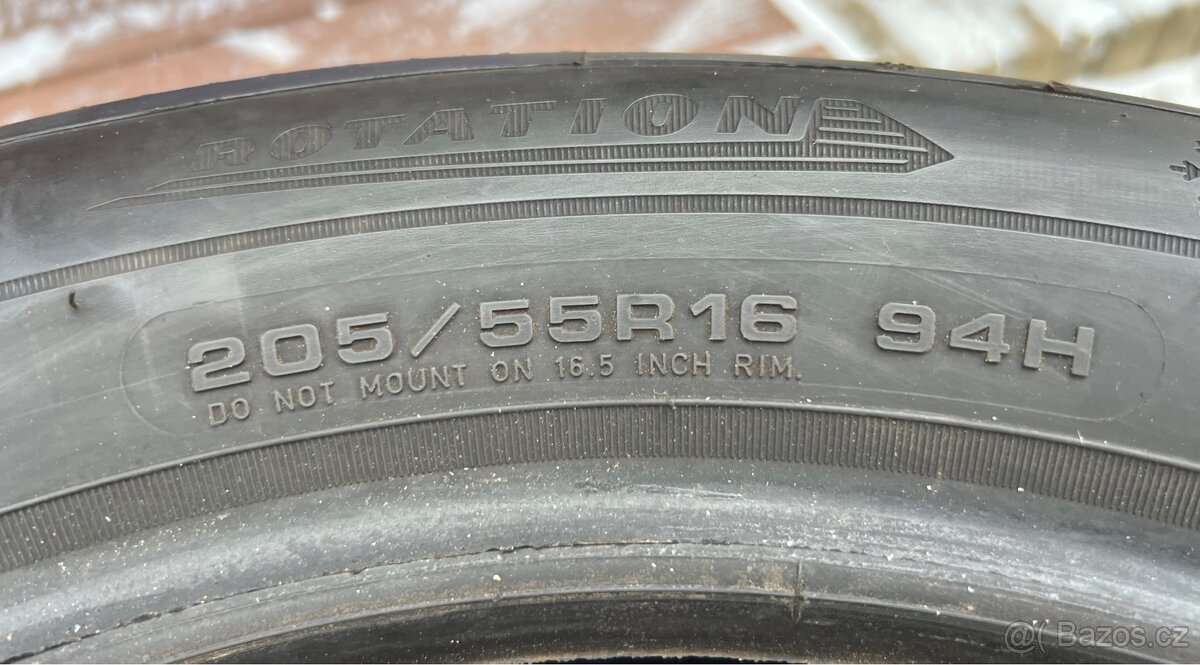 ROTATION
205/55R16 94H
DO NOT MOUNT ON 16.5 INCH RIM.
@( Bazos.cz